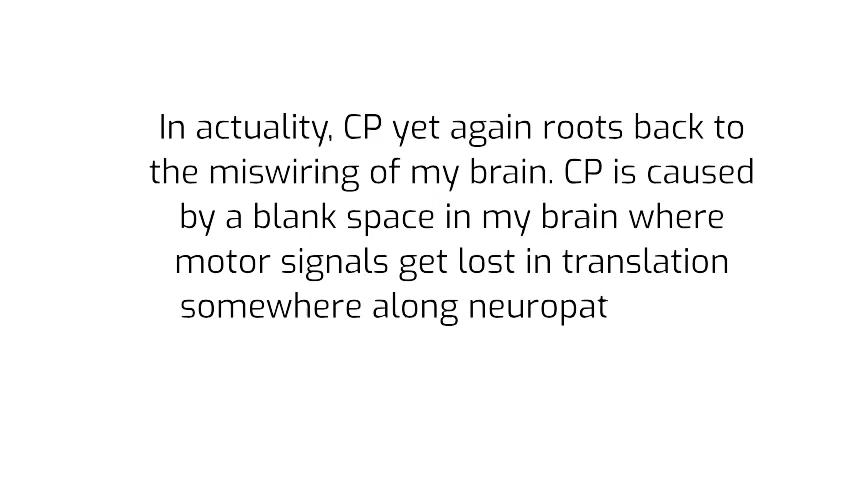 In actuality, CP yet again roots back to
the miswiring of my brain. CP is caused
by a blank space in my brain where
motor signals get lost in translation
somewhere along neuropat